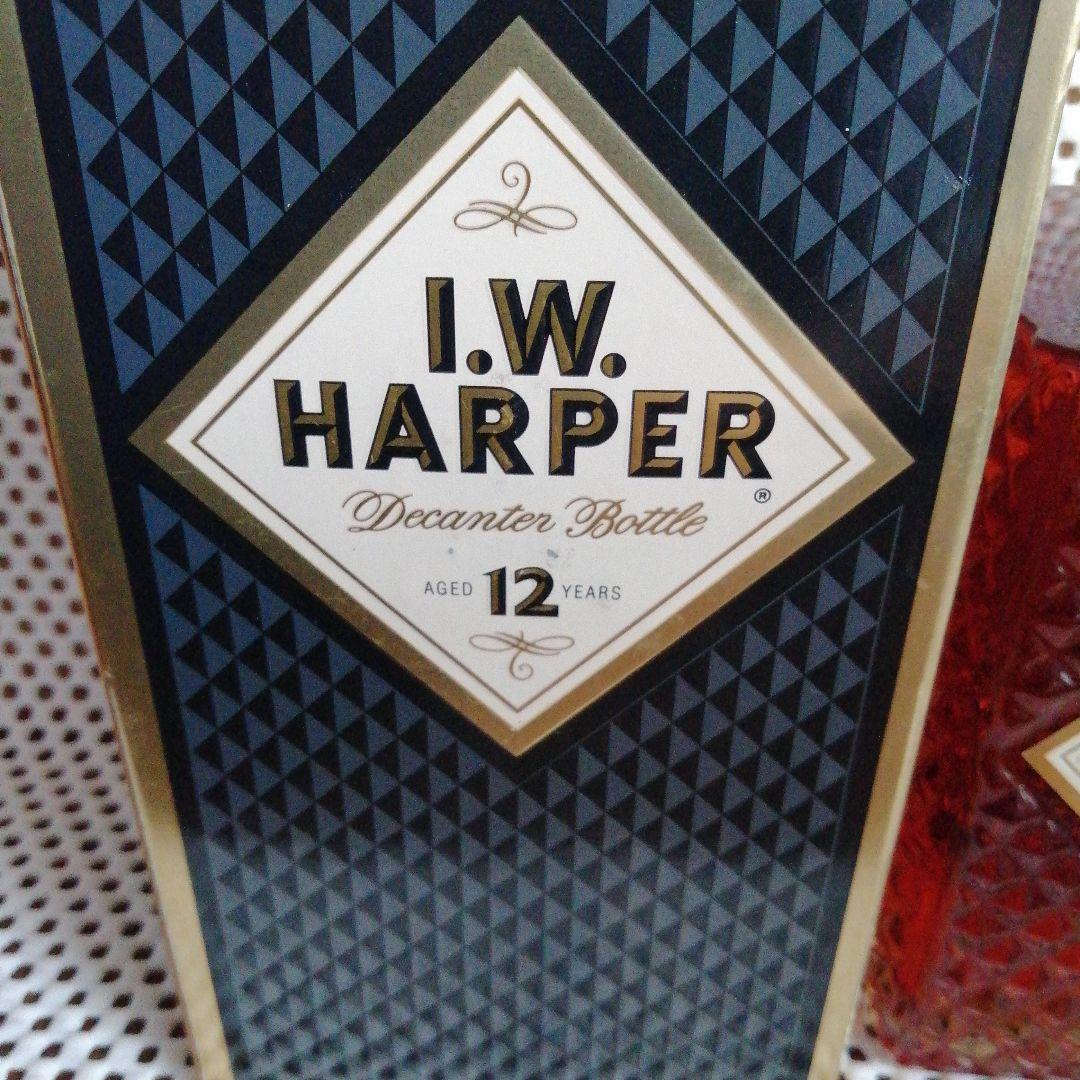 I.W.
HARPER
®
Decanter Bottle
AGED 12 YEARS